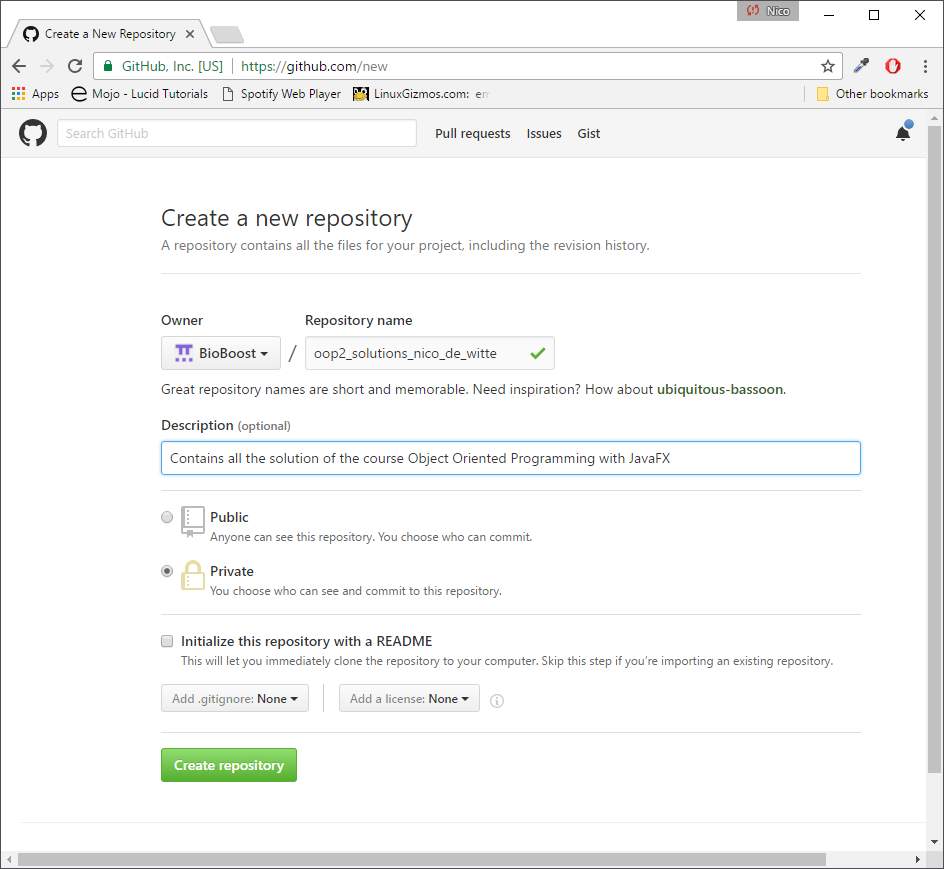 Nico
Create a New Repository
GitHub, Inc. [US] https://github.com/new
Apps Mojo - Lucid Tutorials Spotify Web Player LinuxGizmos.com: em Other bookmarks
Search GitHub Pull requests Issues Gist
Create a new repository
A repository contains all the files for your project, including the revision history.
Owner Repository name
BioBoost / oop2_solutions_nico_de_witte
Great repository names are short and memorable. Need inspiration? How about ubiquitous-bassoon.
Description (optional)
Contains all the solution of the course Object Oriented Programming with JavaFX
Public
Anyone can see this repository. You choose who can commit.
Private
You choose who can see and commit to this repository.
Initialize this repository with a README
This will let you immediately clone the repository to your computer. Skip this step if you’re importing an existing repository.
Add .gitignore: None Add a license: None
Create repository